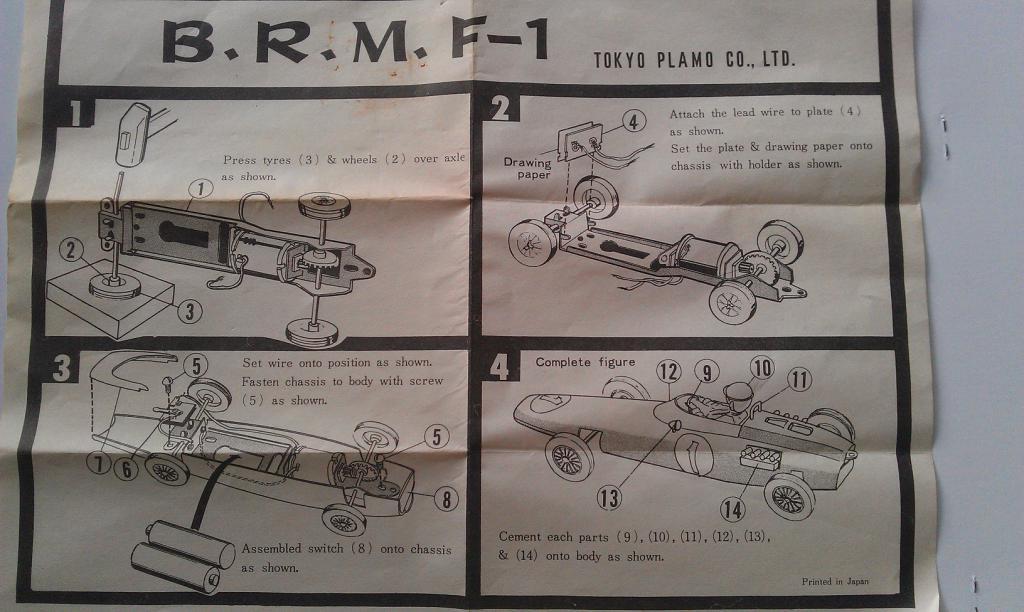 B.R.M. F-1
TOKYO PLAMO CO., LTD.
1
Press tyres (3) & wheels (2) over axle
as shown.
1
2
3
2
Attach the lead wire to plate (4)
as shown.
Set the plate & drawing paper onto
chassis with holder as shown.
4
Drawing
paper
3
Set wire onto position as shown.
Fasten chassis to body with screw
(5) as shown.
5
5
7
6
8
Assembled switch (8) onto chassis
as shown.
4
Complete figure
12
9
10
11
13
14
1
Cement each parts (9), (10), (11), (12), (13),
& (14) onto body as shown.
Printed in Japan